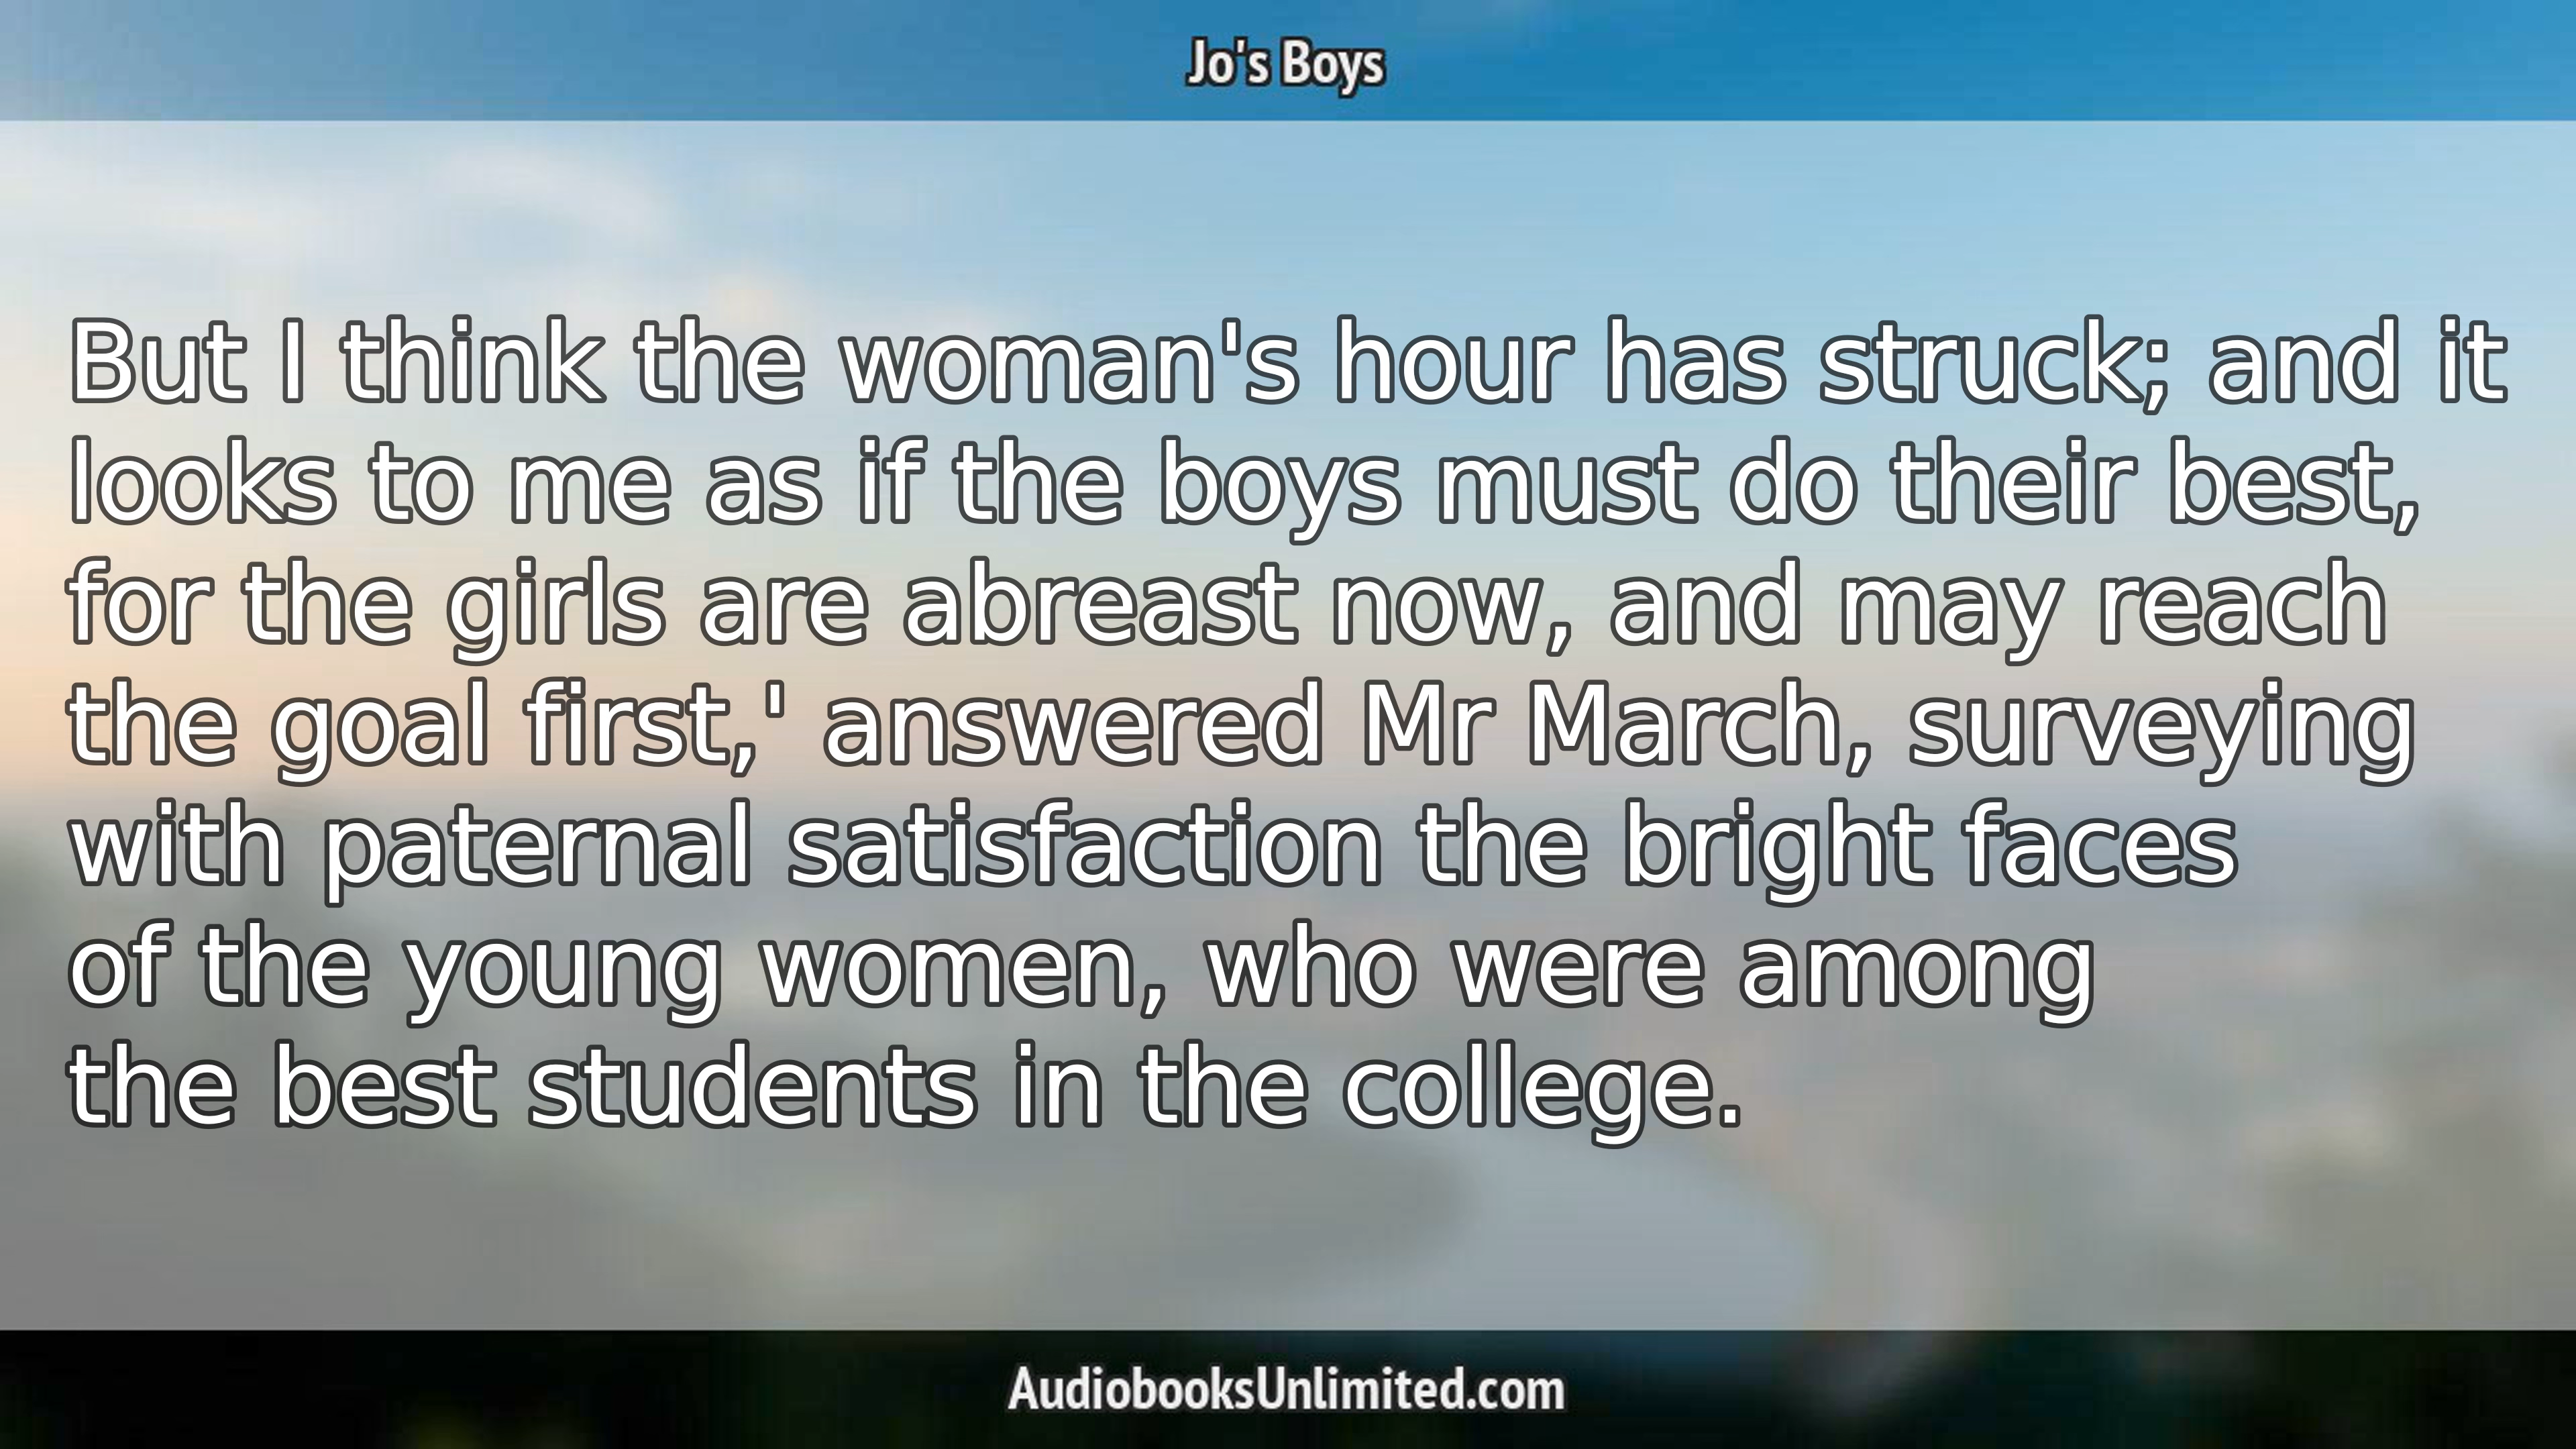 Jo's Boys
But I think the woman's hour has struck; and it
looks to me as if the boys must do their best,
for the girls are abreast now, and may reach
the goal first,' answered Mr March, surveying
with paternal satisfaction the bright faces
of the young women, who were among
the best students in the college.
AudiobooksUnlimited.com